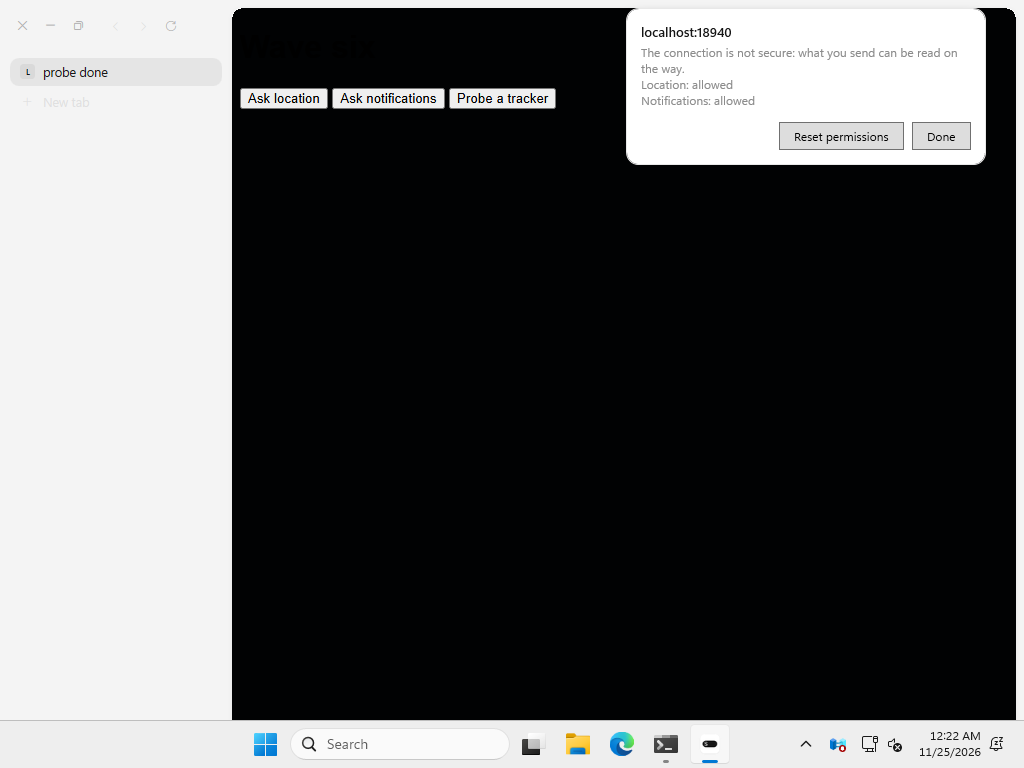 localhost:18940
The connection is not secure: what you send can be read on
the way.
Location: allowed
Notifications: allowed
Reset permissions
Done
L
probe done
+ New tab
Wave six
Ask location
Ask notifications
Probe a tracker
Search
12:22 AM
11/25/2026